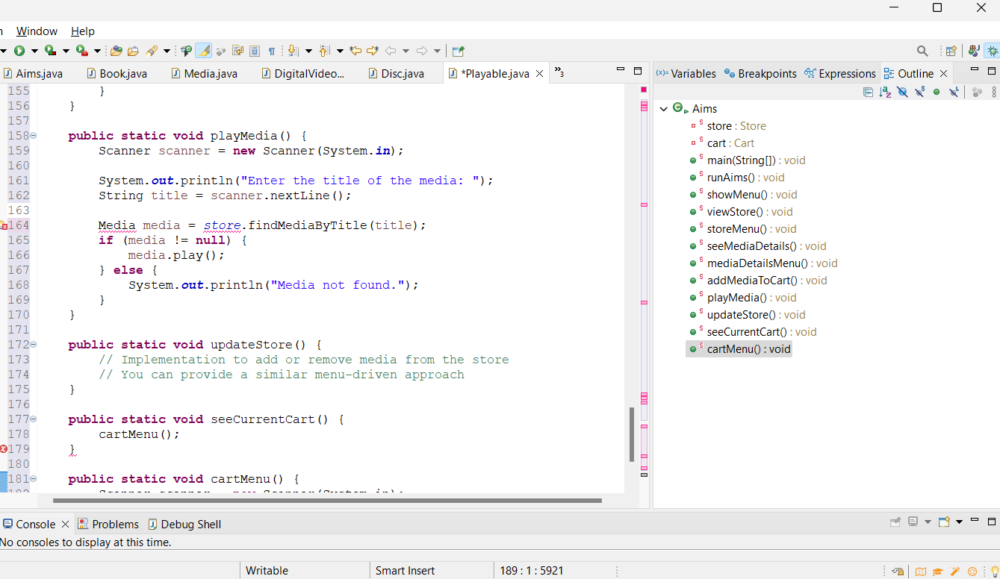 Window Help
Aims.java Book.java Media.java DigitalVideo... Disc.java *Playable.java »3
(x)= Variables Breakpoints Expressions Outline
155 }
156 }
157
158 public static void playMedia() {
159 Scanner scanner = new Scanner(System.in);
160
161 System.out.println("Enter the title of the media: ");
162 String title = scanner.nextLine();
163
164 Media media = store.findMediaByTitle(title);
165 if (media != null) {
166 media.play();
167 } else {
168 System.out.println("Media not found.");
169 }
170 }
171
172 public static void updateStore() {
173 // Implementation to add or remove media from the store
174 // You can provide a similar menu-driven approach
175 }
176
177 public static void seeCurrentCart() {
178 cartMenu();
179 }
180
181 public static void cartMenu() {
Aims
store : Store
cart : Cart
main(String[]) : void
runAims() : void
showMenu() : void
viewStore() : void
storeMenu() : void
seeMediaDetails() : void
mediaDetailsMenu() : void
addMediaToCart() : void
playMedia() : void
updateStore() : void
seeCurrentCart() : void
cartMenu() : void
Console Problems Debug Shell
No consoles to display at this time.
Writable Smart Insert 189 : 1 : 5921